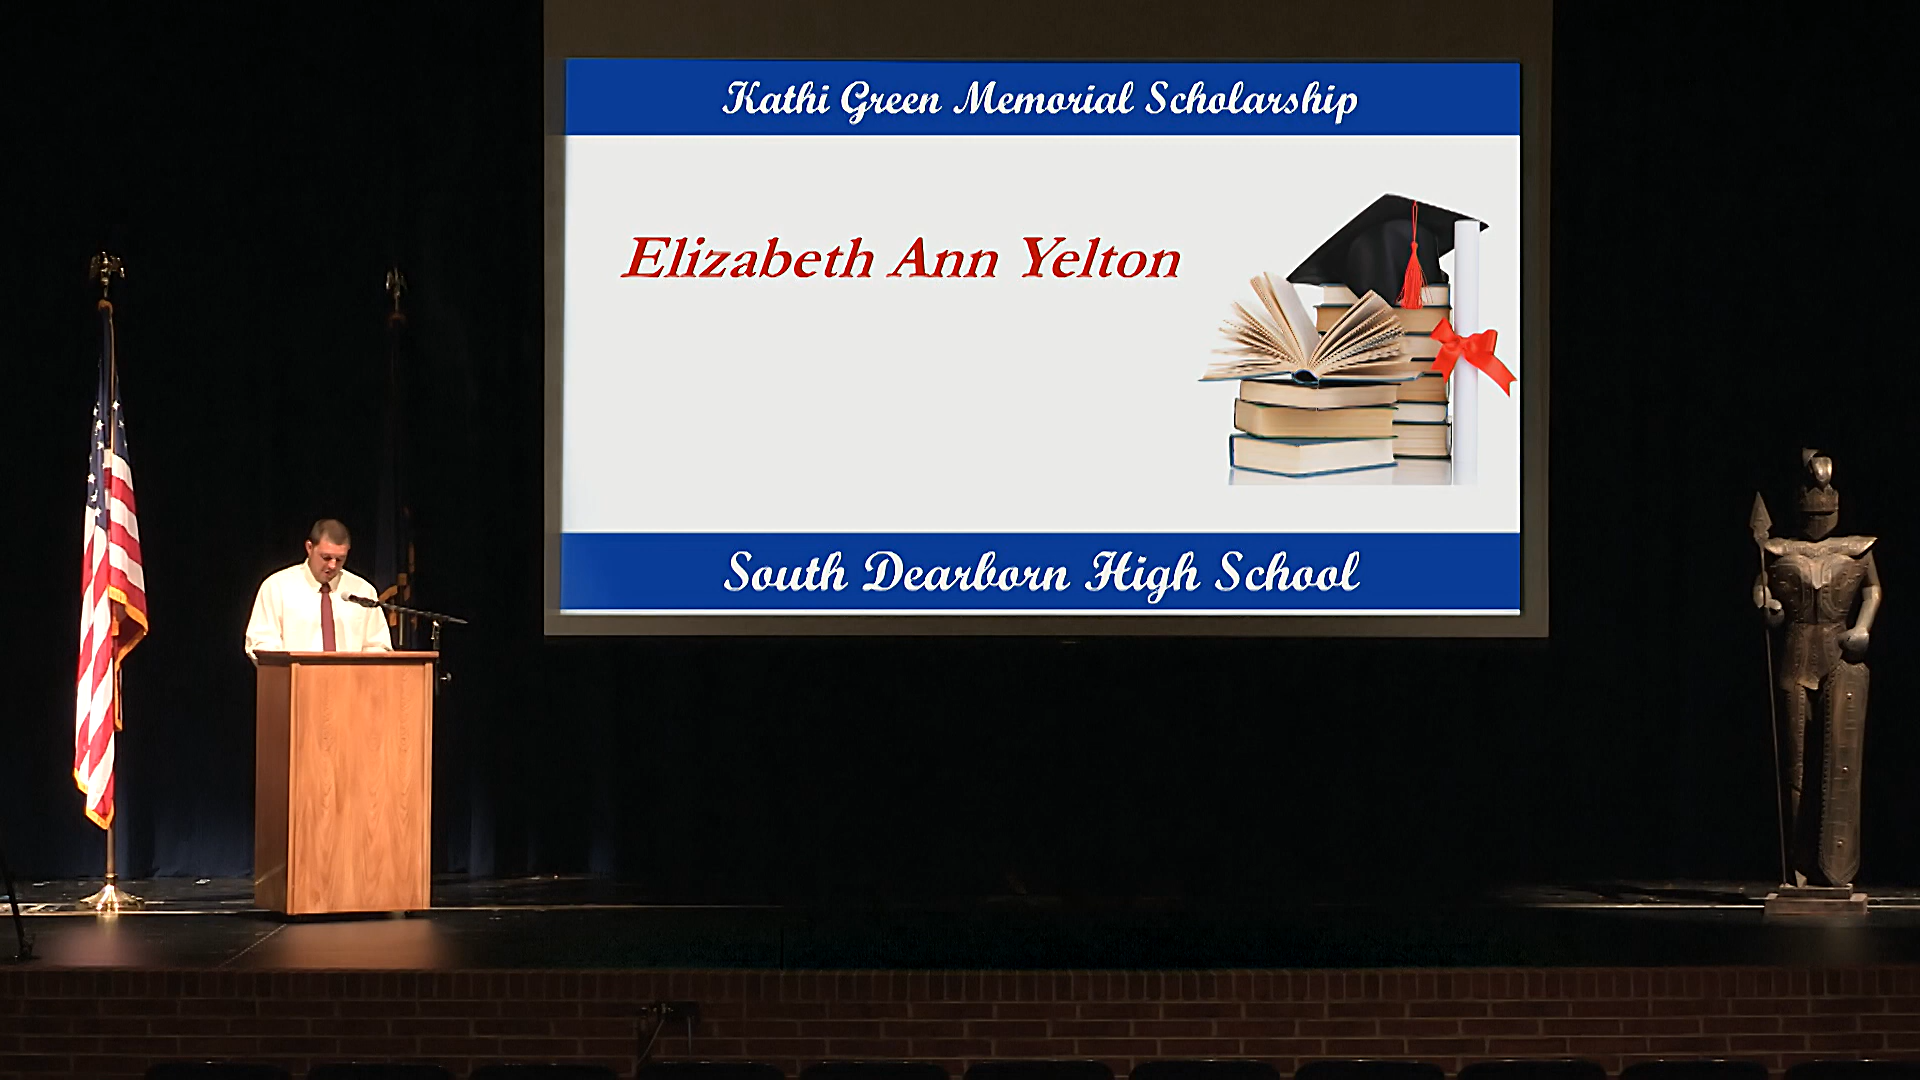 Kathi Green Memorial Scholarship
Elizabeth Ann Yelton
South Dearborn High School